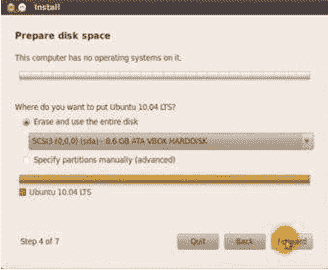 Install
Prepare disk space
This computer has no operating systems on it.
Where do you want to put Ubuntu 10.04 LTS?
Erase and use the entire disk
SCSI3 (0,0,0) (sda) - 8.6 GB ATA VBOX HARDDISK
Specify partitions manually (advanced)
Ubuntu 10.04 LTS
Step 4 of 7
Quit
Back
Forward